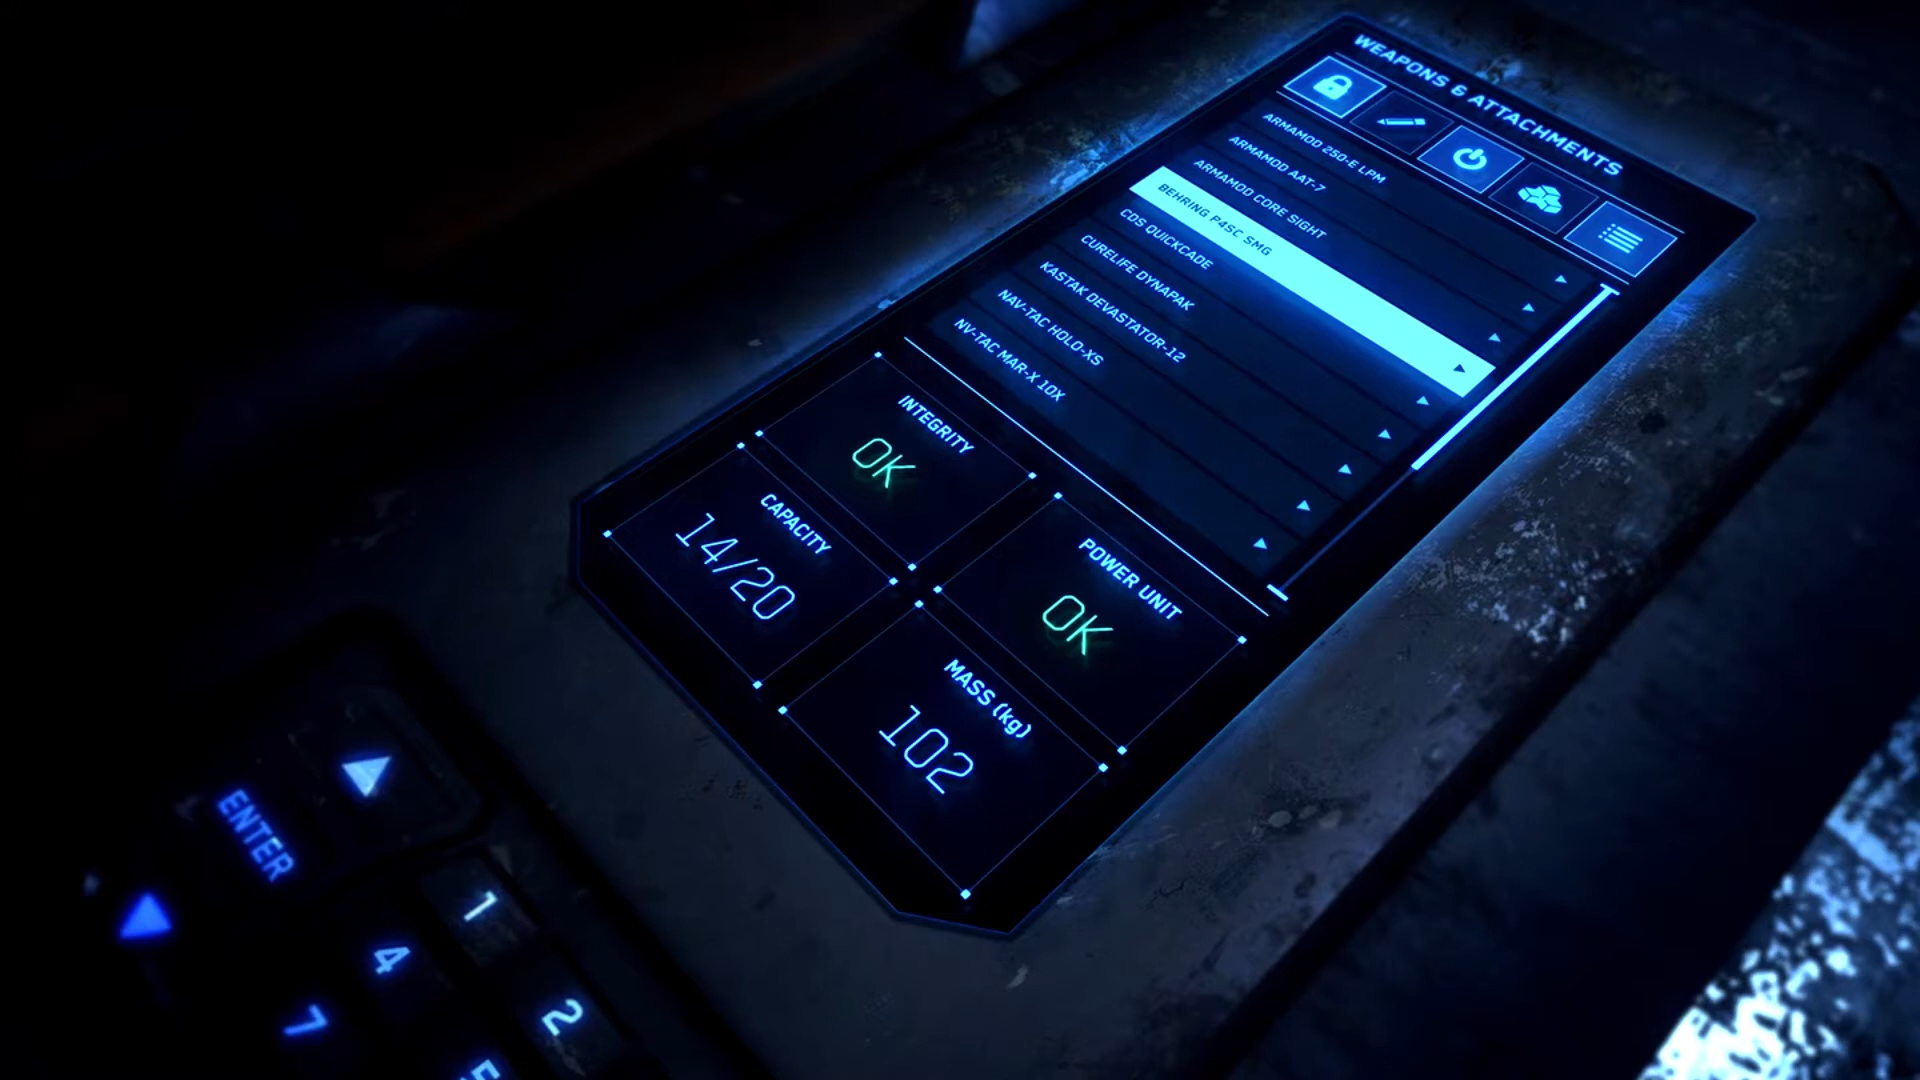 WEAPONS & ATTACHMENTS
ARMAMOD 250-E LPM
ARMAMOD AAT-7
ARMAMOD CORE SIGHT
BEHRING P4SC SMG
CDS QUICKCADE
CURELIFE DYNAPAK
KASTAK DEVASTATOR-12
NAV-TAC HOLO-XS
NV-TAC MAR-X 10X
INTEGRITY
OK
POWER UNIT
OK
CAPACITY
14/20
MASS (kg)
102
ENTER
1
4
7
2
5